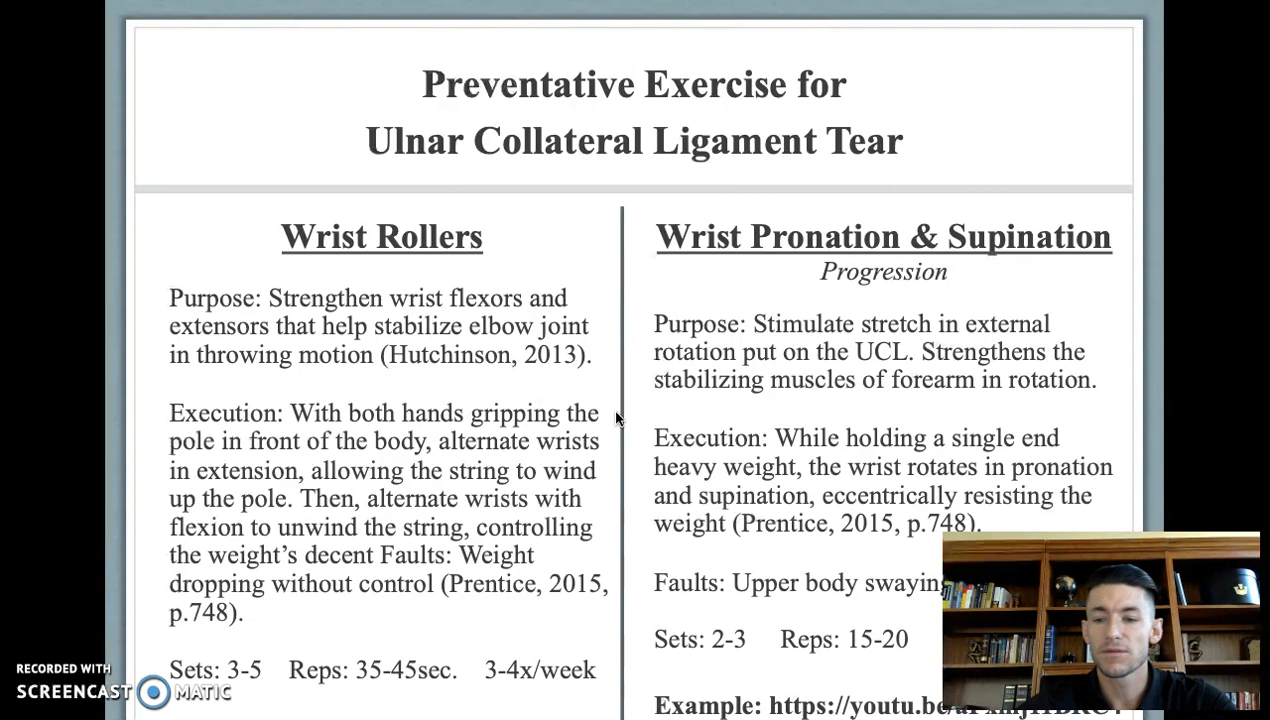 Preventative Exercise for
Ulnar Collateral Ligament Tear
Wrist Rollers
Purpose: Strengthen wrist flexors and
extensors that help stabilize elbow joint
in throwing motion (Hutchinson, 2013).
Execution: With both hands gripping the
pole in front of the body, alternate wrists
in extension, allowing the string to wind
up the pole. Then, alternate wrists with
flexion to unwind the string, controlling
the weight’s decent Faults: Weight
dropping without control (Prentice, 2015,
p.748).
Sets: 3-5 Reps: 35-45sec. 3-4x/week
Wrist Pronation & Supination
Progression
Purpose: Stimulate stretch in external
rotation put on the UCL. Strengthens the
stabilizing muscles of forearm in rotation.
Execution: While holding a single end
heavy weight, the wrist rotates in pronation
and supination, eccentrically resisting the
weight (Prentice, 2015, p.748).
Faults: Upper body swaying
Sets: 2-3 Reps: 15-20
Example: https://youtu.be/
RECORDED WITH
SCREENCAST MATIC